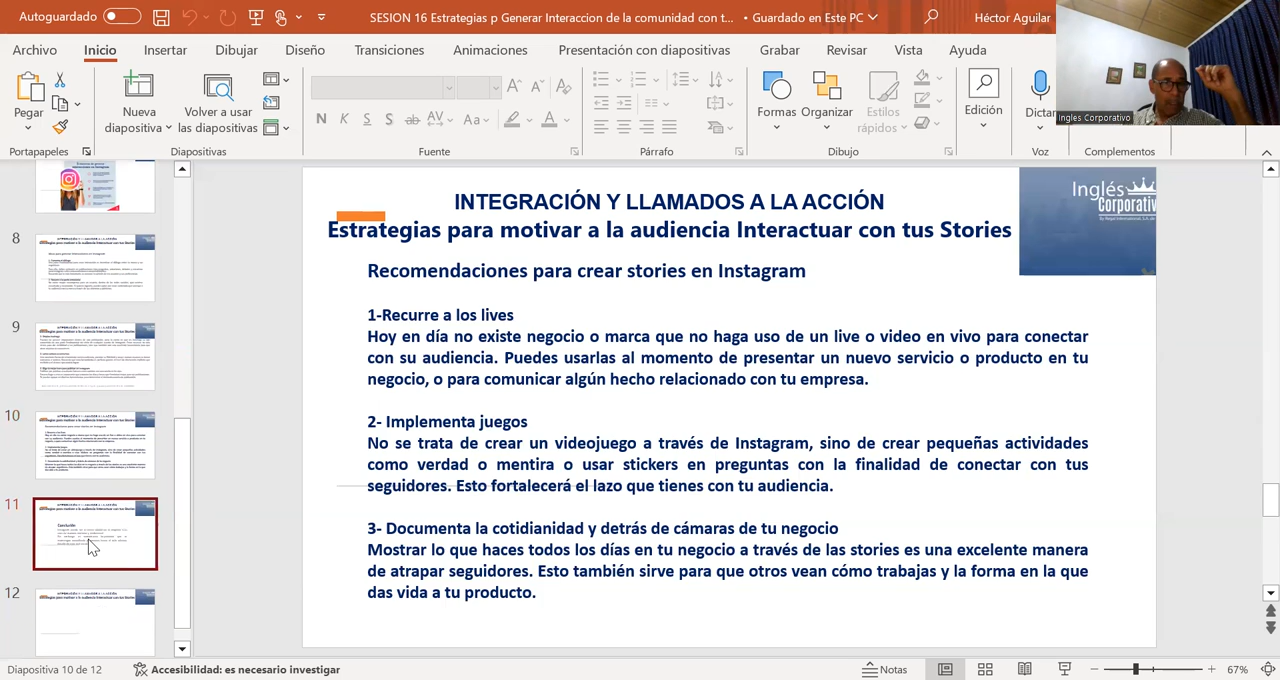 Autoguardado
SESION 16 Estrategias p Generar Interaccion de la comunidad con t... • Guardado en Este PC
Héctor Aguilar
Archivo Inicio Insertar Dibujar Diseño Transiciones Animaciones Presentación con diapositivas Grabar Revisar Vista Ayuda
Pegar
Nueva diapositiva
Volver a usar las diapositivas
Formas
Organizar
Estilos rápidos
Edición
Dictar
N K S S ab AV Aa A
Portapapeles Diapositivas Fuente Párrafo Dibujo Voz Complementos
Ingles Corporativo
8
9
10
11
Conclusión
12
INTEGRACIÓN Y LLAMADOS A LA ACCIÓN
Estrategias para motivar a la audiencia Interactuar con tus Stories
Inglés
Corporativ
Recomendaciones para crear stories en Instagram
1-Recurre a los lives
Hoy en día no existe negocio o marca que no haga uso de un live o video en vivo para conectar
con su audiencia. Puedes usarlas al momento de presentar un nuevo servicio o producto en tu
negocio, o para comunicar algún hecho relacionado con tu empresa.
2- Implementa juegos
No se trata de crear un videojuego a través de Instagram, sino de crear pequeñas actividades
como verdad o mentira o usar stickers en preguntas con la finalidad de conectar con tus
seguidores. Esto fortalecerá el lazo que tienes con tu audiencia.
3- Documenta la cotidianidad y detrás de cámaras de tu negocio
Mostrar lo que haces todos los días en tu negocio a través de las stories es una excelente manera
de atrapar seguidores. Esto también sirve para que otros vean cómo trabajas y la forma en la que
das vida a tu producto.
Diapositiva 10 de 12
Accesibilidad: es necesario investigar
Notas
67%